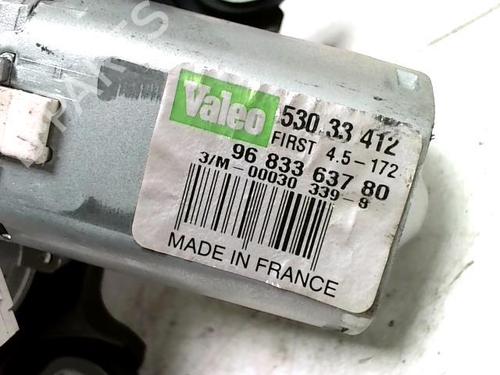 Valeo
530 33 412
FIRST 4.5-172
96 833 637 80
3/M-00030 339-8
MADE IN FRANCE